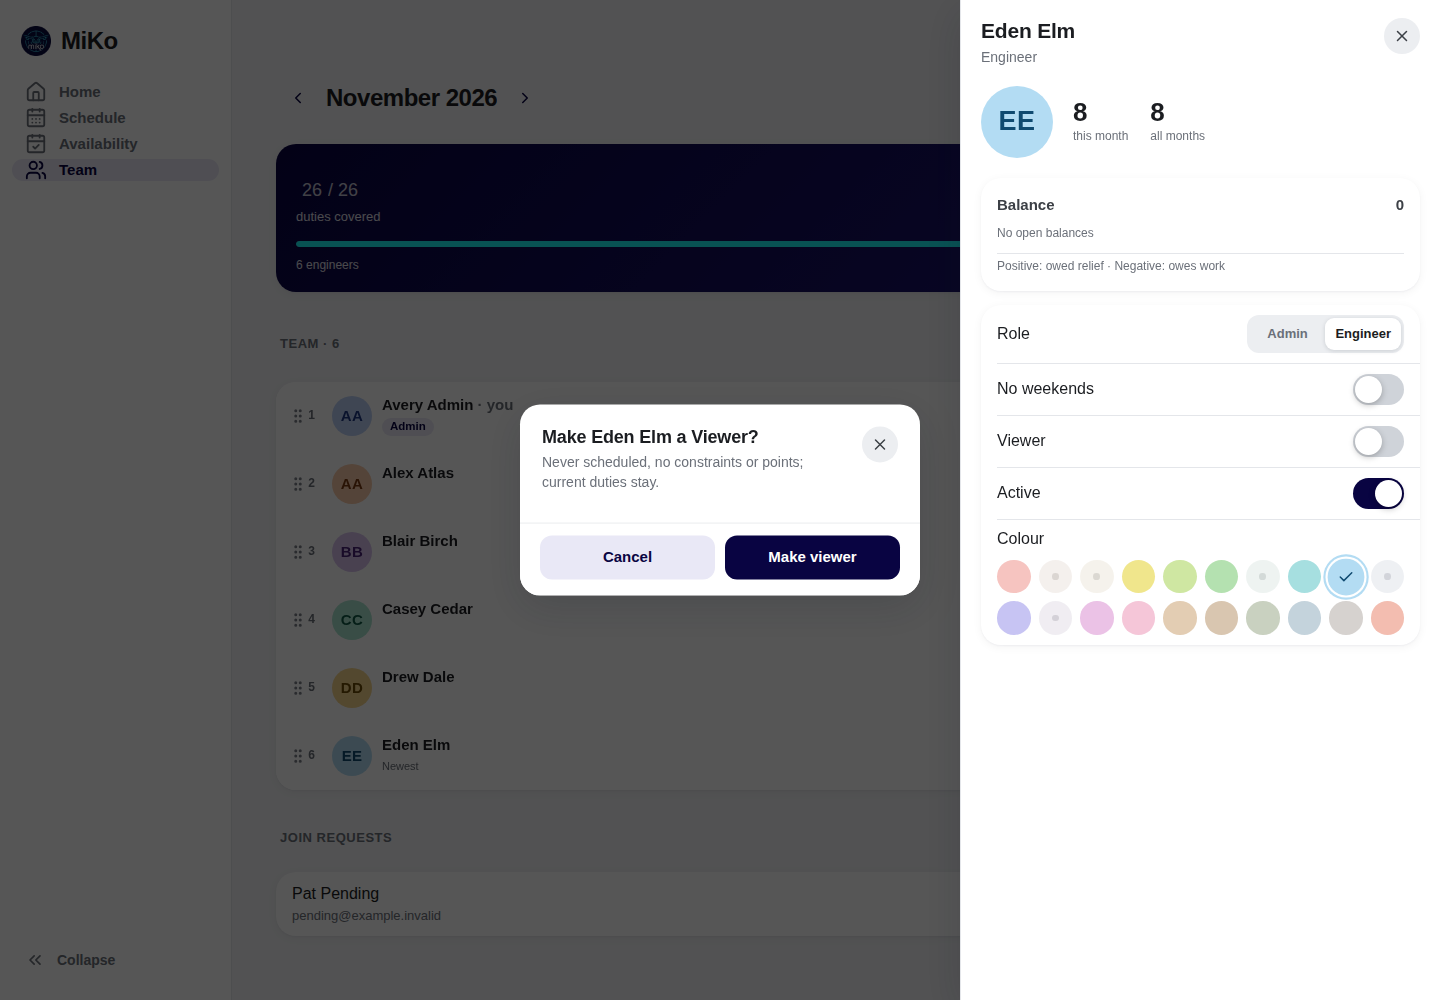 MiKo
Home
Schedule
Availability
Team
Collapse
November 2026
26 / 26
duties covered
6 engineers
TEAM · 6
1
AA
Avery Admin · you
Admin
2
AA
Alex Atlas
3
BB
Blair Birch
4
CC
Casey Cedar
5
DD
Drew Dale
6
EE
Eden Elm
Newest
JOIN REQUESTS
Pat Pending
pending@example.invalid
Make Eden Elm a Viewer?
Never scheduled, no constraints or points;
current duties stay.
Cancel
Make viewer
Eden Elm
Engineer
EE
8
this month
8
all months
Balance
0
No open balances
Positive: owed relief · Negative: owes work
Role
Admin
Engineer
No weekends
Viewer
Active
Colour